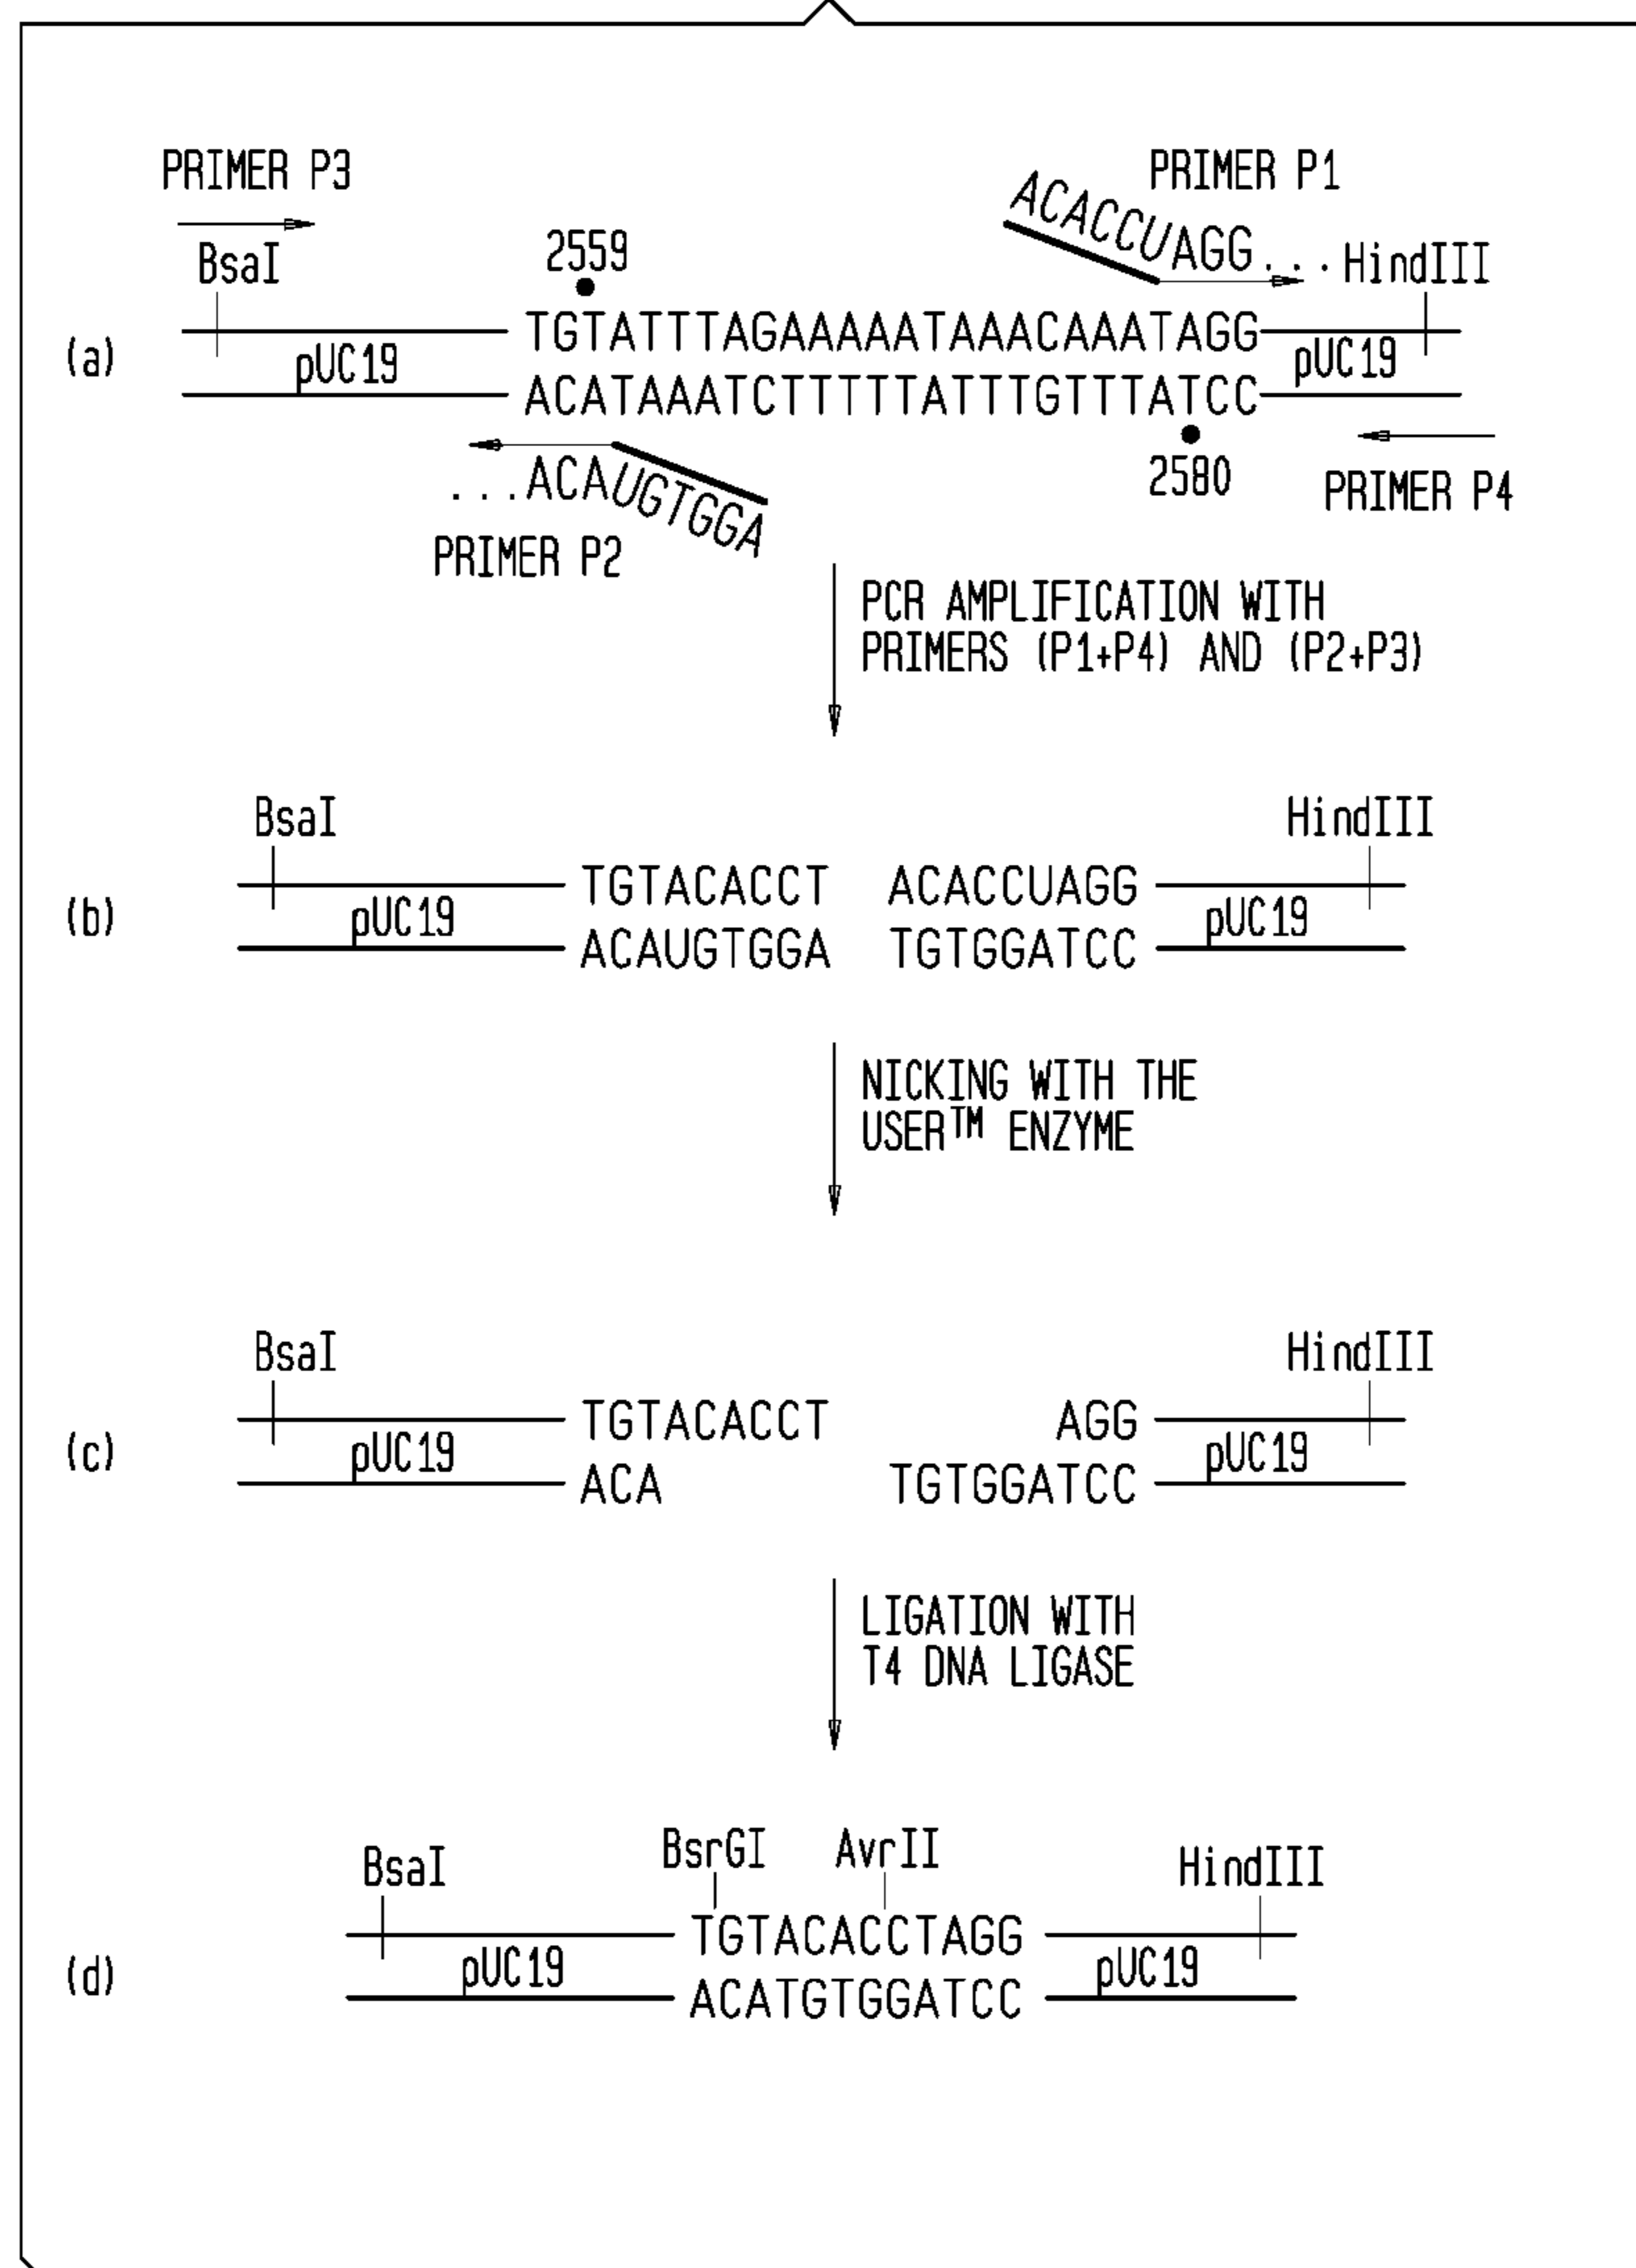 PRIMER P3
PRIMER P1
ACACCUAGG...
BsaI
2559
HindIII
(a)
TGTATTTAGAAAAATAAACAAATAGG
pUC19
pUC19
ACATAAATCTTTTTATTTGTTTATCC
...ACAUGTGGA
2580
PRIMER P4
PRIMER P2
PCR AMPLIFICATION WITH
PRIMERS (P1+P4) AND (P2+P3)
BsaI
HindIII
(b)
TGTACACCT ACACCUAGG
pUC19
pUC19
ACAUGTGGA TGTGGATCC
NICKING WITH THE
USER™ ENZYME
BsaI
HindIII
(c)
TGTACACCT AGG
pUC19
pUC19
ACA TGTGGATCC
LIGATION WITH
T4 DNA LIGASE
BsaI
BsrGI
AvrII
HindIII
(d)
TGTACACCTAGG
pUC19
pUC19
ACATGTGGATCC